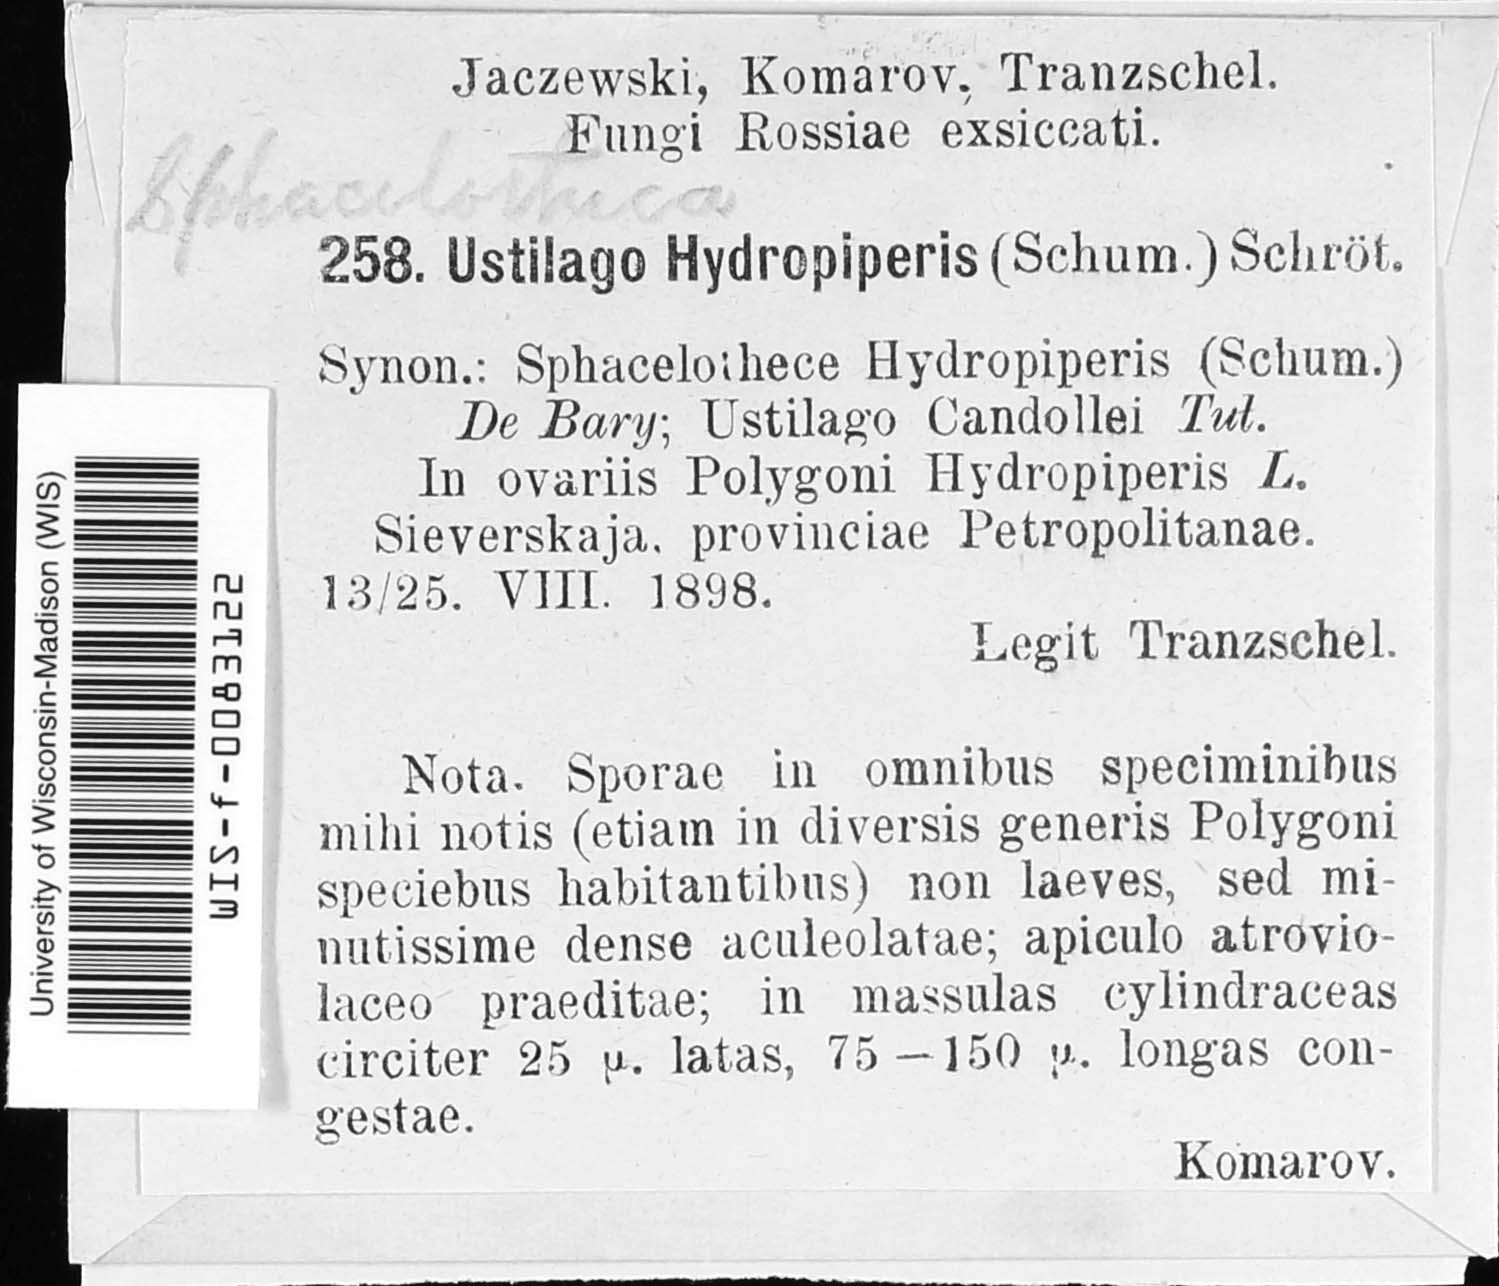 Jaczewski, Komarov, Tranzschel.
Fungi Rossiae exsiccati.
Sphacelotheca
258. Ustilago Hydropiperis (Schum.) Schröt.
Synon.: Sphacelothece Hydropiperis (Schum.)
De Bary; Ustilago Candollei Tul.
In ovariis Polygoni Hydropiperis L.
Sieverskaja, provinciae Petropolitanae.
13/25. VIII. 1898.
Legit Tranzschel.
Nota. Sporae in omnibus speciminibus
mihi notis (etiam in diversis generis Polygoni
speciebus habitantibus) non laeves, sed mi-
nutissime dense aculeolatae; apiculo atrovio-
laceo praeditae; in massulas cylindraceas
circiter 25 μ. latas, 75—150 μ. longas con-
gestae.
Komarov.
University of Wisconsin-Madison (WIS)
WIS-f-0083122